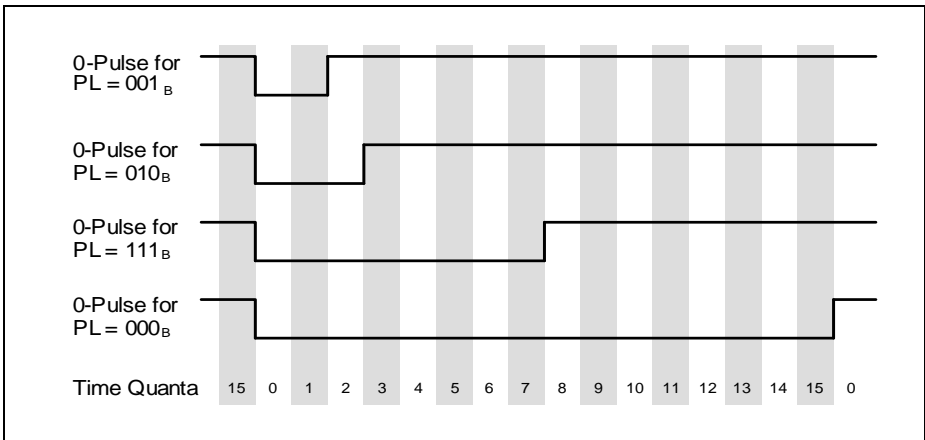 0-Pulse for
PL = 001 B
0-Pulse for
PL = 010B
0-Pulse for
PL = 111B
0-Pulse for
PL = 000B
Time Quanta 15 0 1 2 3 4 5 6 7 8 9 10 11 12 13 14 15 0